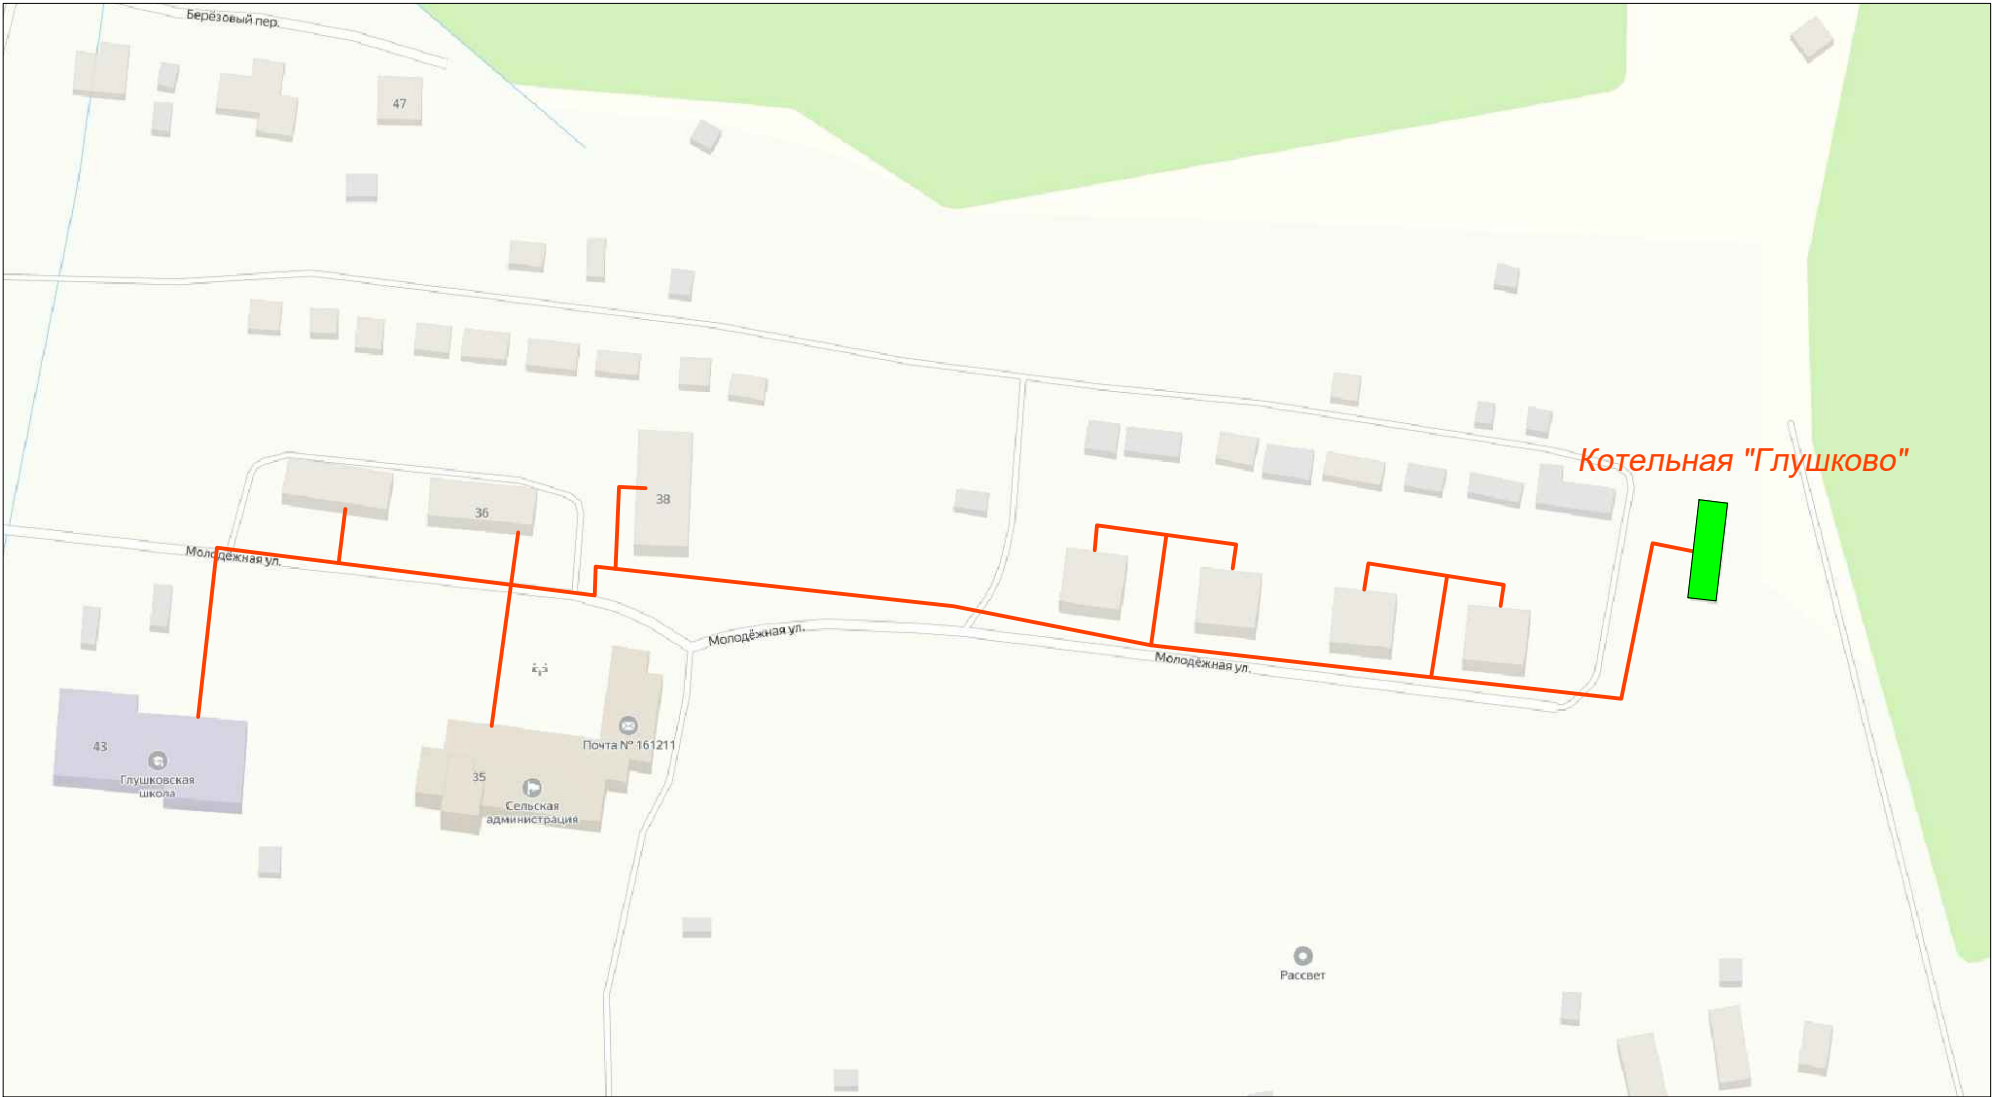 Берёзовый пер.
47
Котельная "Глушково"
38
36
Молодёжная ул.
Молодёжная ул.
Молодёжная ул.
Почта № 161211
43
Глушковская
школа
35
Сельская
администрация
Рассвет